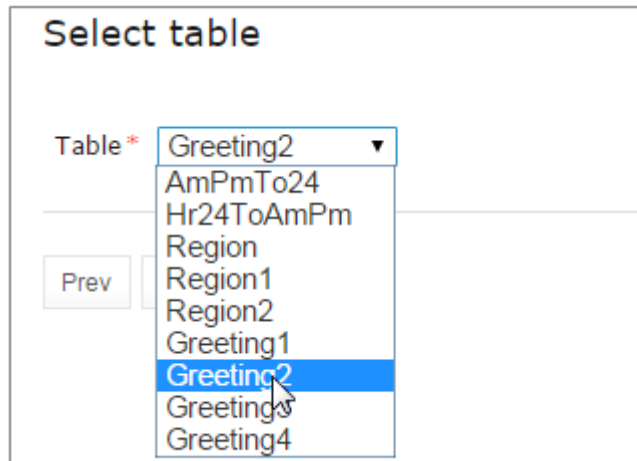 Select table
Table * Greeting2
AmPmTo24
Hr24ToAmPm
Region
Region1
Region2
Prev
Greeting1
Greeting2
Greeting3
Greeting4